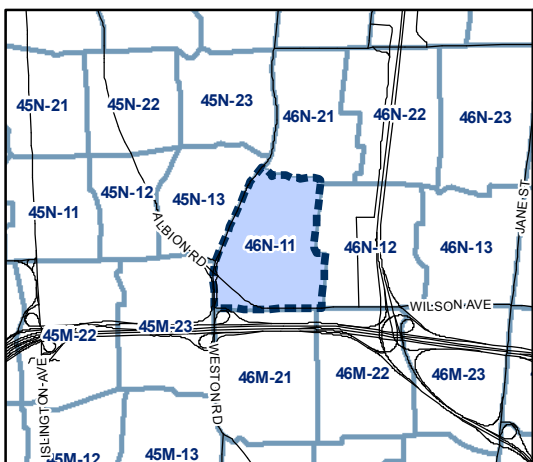 45N-21
45N-22
45N-23
46N-21
46N-22
46N-23
45N-11
45N-12
45N-13
46N-11
46N-12
46N-13
ALBION RD
JANE ST
WILSON AVE
45M-22
45M-23
WESTON RD
46M-21
46M-22
46M-23
ISLINGTON AVE
45M-12
45M-13